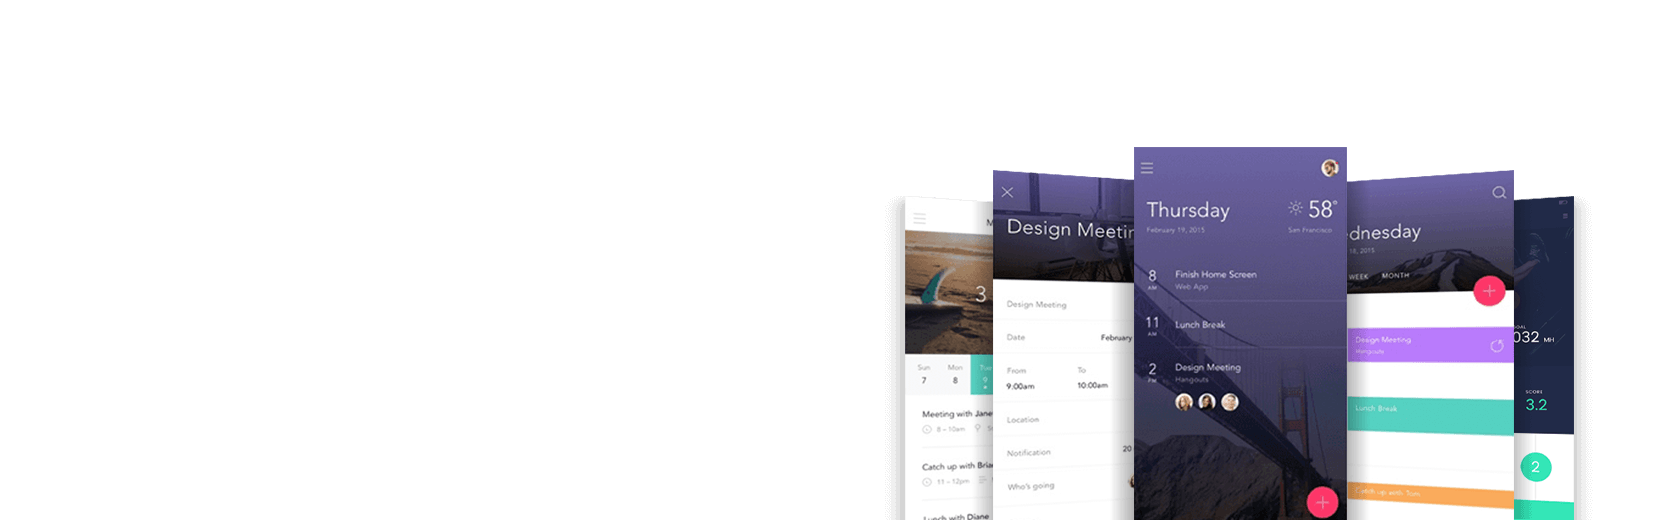 M
3
Sun Mon Tue
7 8 9
Meeting with Jane
8 – 10am
Catch up with Bria
11 – 12pm
Lunch with Diane
Design Meetin
Design Meeting
Date February
From To
9.00am 10:00am
Location
Notification 20
Who's going
Thursday
58°
February 19, 2015
San Francisco
8 AM
Finish Home Screen
Web App
11 AM
Lunch Break
2 PM
Design Meeting
Hangouts
ednesday
18, 2015
WEEK MONTH
Design Meeting
Hangouts
Lunch Break
Catch up with Tom
032 MH
SCORE
3.2
2